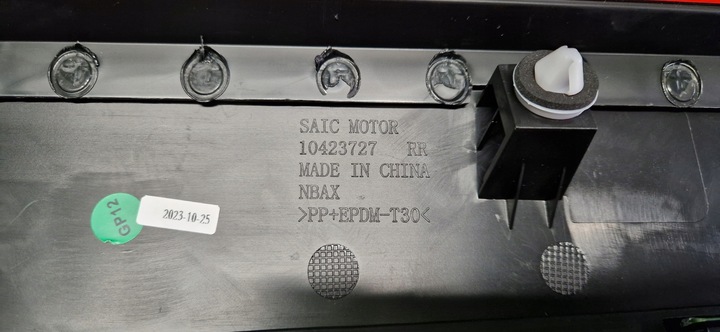 SAIC MOTOR
10423727 RR
MADE IN CHINA
NBAX
>PP+EPDM-T30<
GP12
2023-10-25